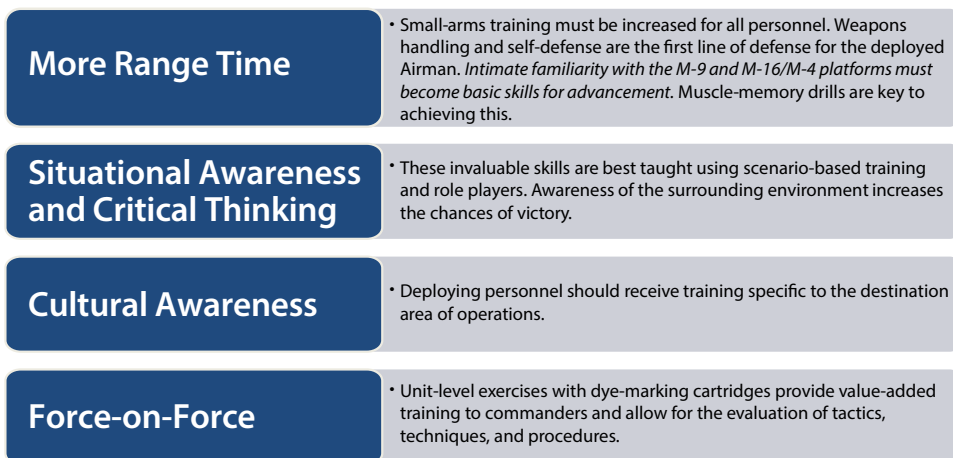 More Range Time
• Small-arms training must be increased for all personnel. Weapons
handling and self-defense are the first line of defense for the deployed
Airman. Intimate familiarity with the M-9 and M-16/M-4 platforms must
become basic skills for advancement. Muscle-memory drills are key to
achieving this.
Situational Awareness
and Critical Thinking
• These invaluable skills are best taught using scenario-based training
and role players. Awareness of the surrounding environment increases
the chances of victory.
Cultural Awareness
• Deploying personnel should receive training specific to the destination
area of operations.
Force-on-Force
• Unit-level exercises with dye-marking cartridges provide value-added
training to commanders and allow for the evaluation of tactics,
techniques, and procedures.